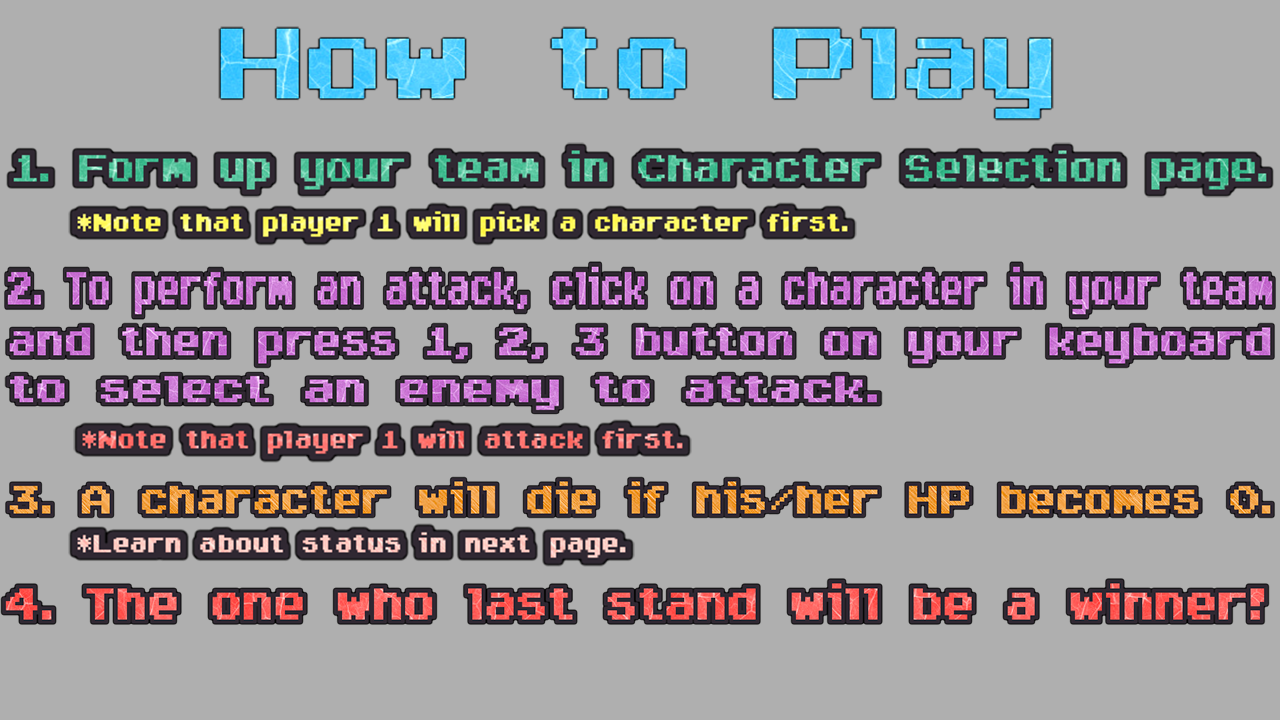 How to Play
1. Form up your team in Character Selection page.
*Note that player 1 will pick a character first.
2. To perform an attack, click on a character in your team
and then press 1, 2, 3 button on your keyboard
to select an enemy to attack.
*Note that player 1 will attack first.
3. A character will die if his/her HP becomes 0.
*Learn about status in next page.
4. The one who last stand will be a winner!